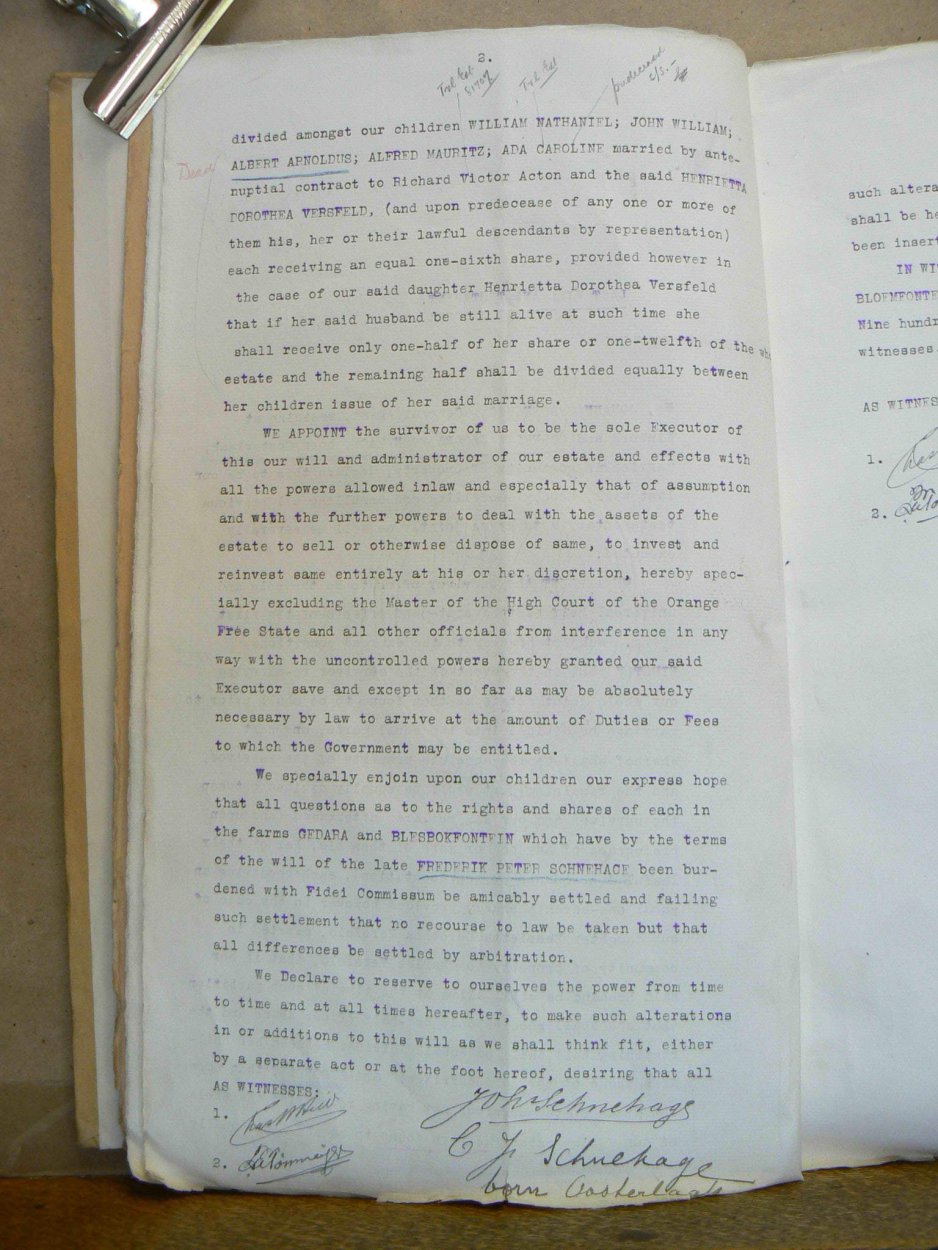 2.
Tvl Est
Tvl Est
predeceased
divided amongst our children WILLIAM NATHANIEL; JOHN WILLIAM;
Dead
ALBERT ARNOLDUS; ALFRED MAURITZ; ADA CAROLINE married by ante-
nuptial contract to Richard Victor Acton and the said HENRIETTA
DOROTHEA VERSFELD, (and upon predecease of any one or more of
them his, her or their lawful descendants by representation)
each receiving an equal one-sixth share, provided however in
the case of our said daughter Henrietta Dorothea Versfeld
that if her said husband be still alive at such time she
shall receive only one-half of her share or one-twelfth of the
estate and the remaining half shall be divided equally between
her children issue of her said marriage.
WE APPOINT the survivor of us to be the sole Executor of
this our will and administrator of our estate and effects with
all the powers allowed inlaw and especially that of assumption
and with the further powers to deal with the assets of the
estate to sell or otherwise dispose of same, to invest and
reinvest same entirely at his or her discretion, hereby spec-
ially excluding the Master of the High Court of the Orange
Free State and all other officials from interference in any
way with the uncontrolled powers hereby granted our said
Executor save and except in so far as may be absolutely
necessary by law to arrive at the amount of Duties or Fees
to which the Government may be entitled.
We specially enjoin upon our children our express hope
that all questions as to the rights and shares of each in
the farms GEDARA and BLESBOKFONTEIN which have by the terms
of the will of the late FREDERIK PETER SCHNEHAGE been bur-
dened with Fidei Commissum be amicably settled and failing
such settlement that no recourse to law be taken but that
all differences be settled by arbitration.
We Declare to reserve to ourselves the power from time
to time and at all times hereafter, to make such alterations
in or additions to this will as we shall think fit, either
by a separate act or at the foot hereof, desiring that all
AS WITNESSES:
1.
Joh Schnehage
C J Schnehage
2.
born
such altera
shall be he
been insert
IN WI
BLOEMFONTE
Nine hundr
witnesses.
AS WITNES
1.
2.